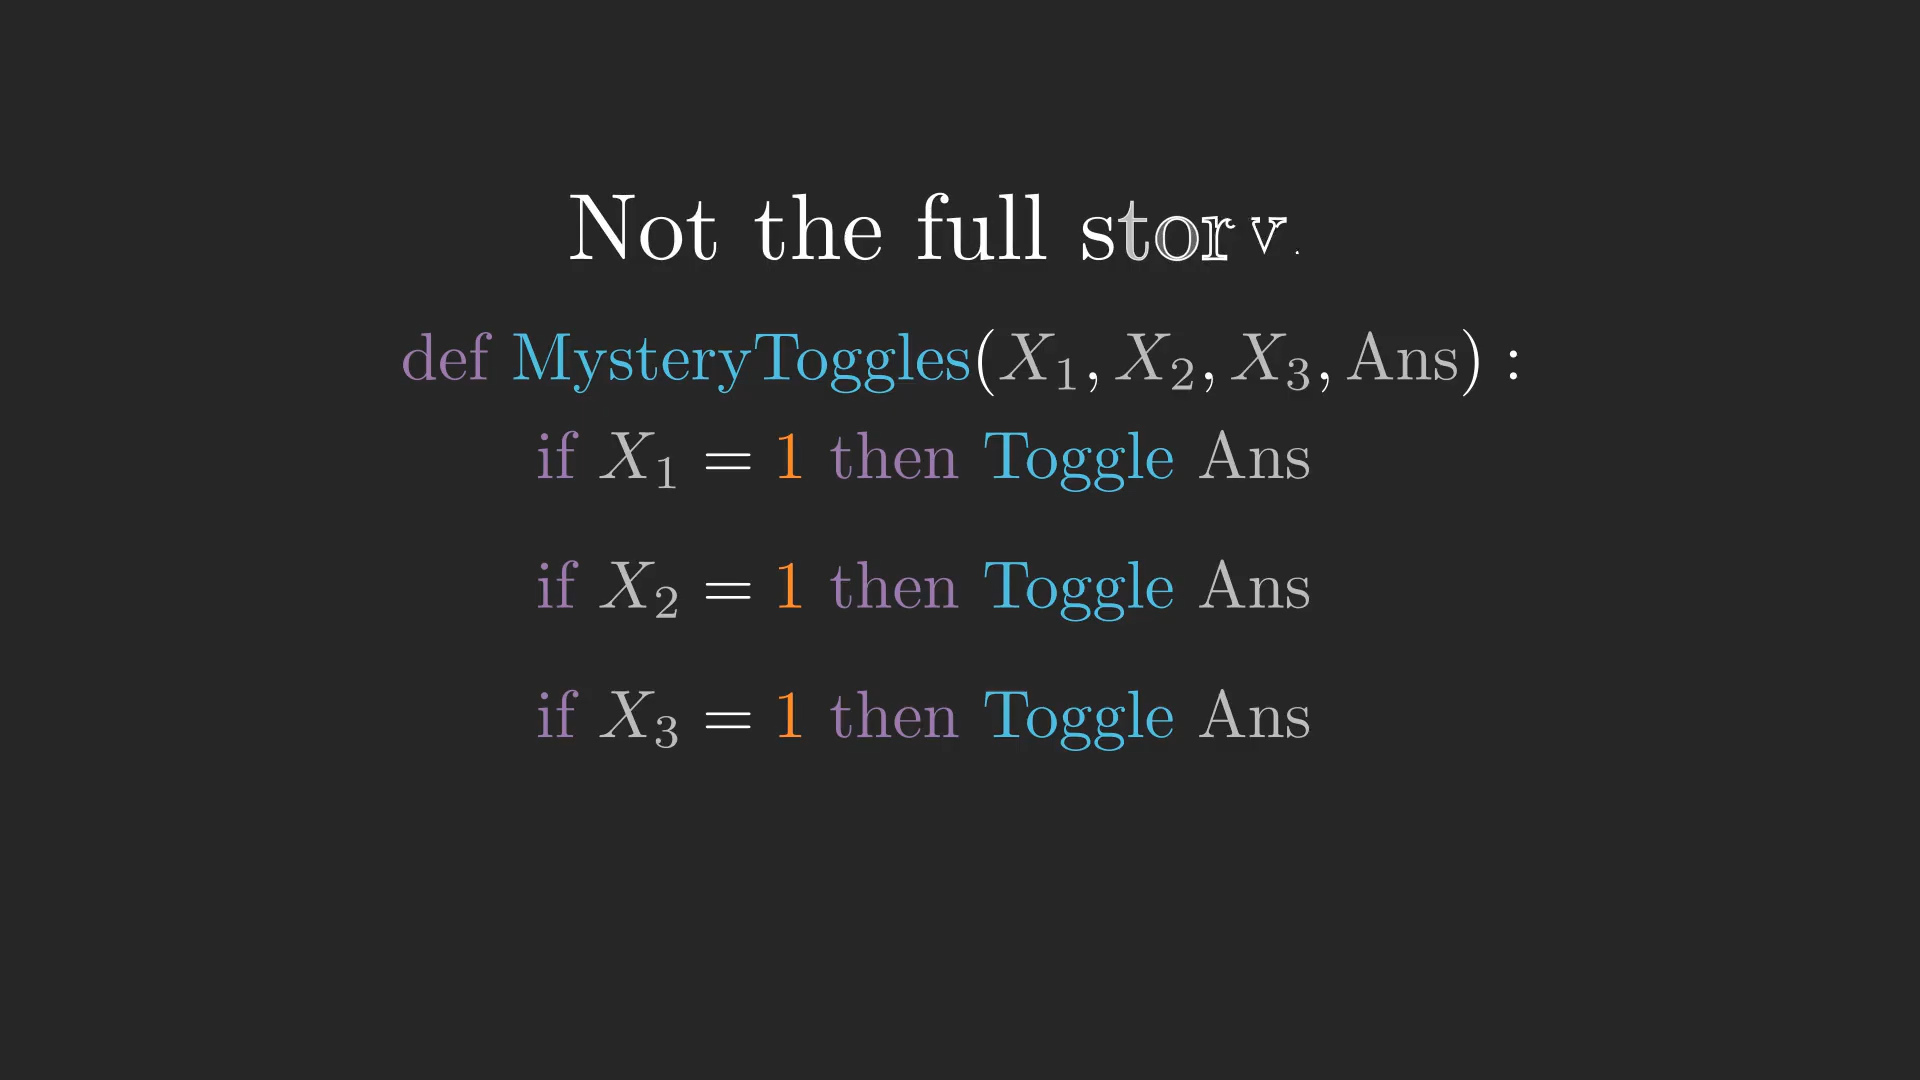 Not the full story.
def MysteryToggles(X₁, X₂, X₃, Ans) :
if X₁ = 1 then Toggle Ans
if X₂ = 1 then Toggle Ans
if X₃ = 1 then Toggle Ans